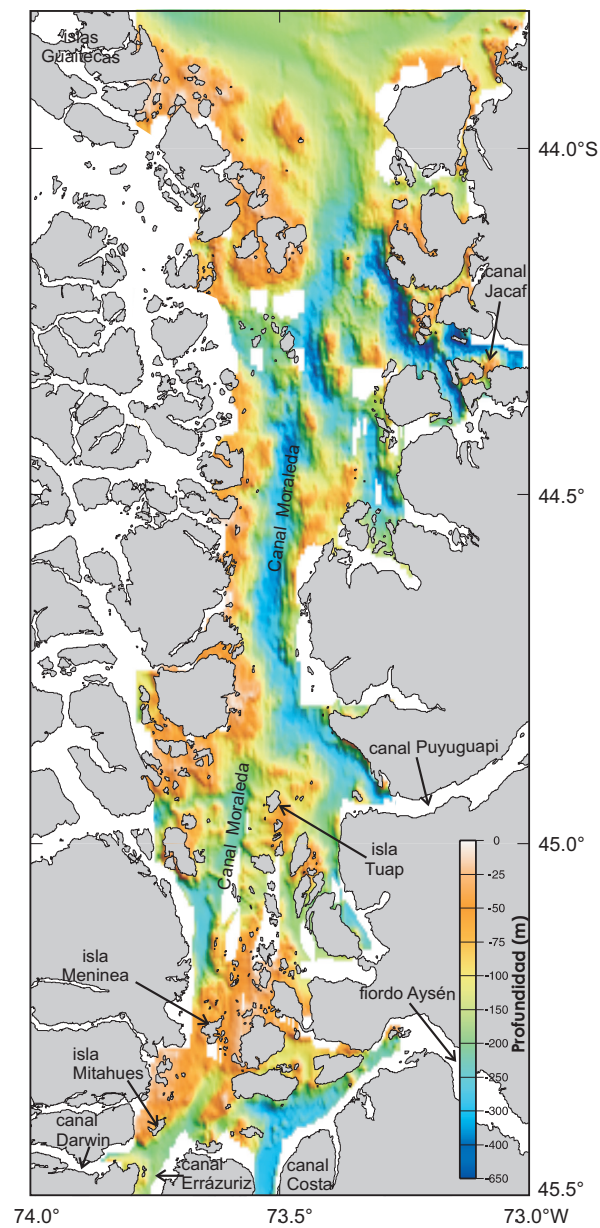 islas
Guaitecas
44.0°S
canal
Jacaf
Canal Moraleda
44.5°
canal Puyuguapi
Canal Moraleda
isla
Tuap
45.0°
0
-25
-50
-75
-100
-150
-200
-250
-300
-400
-650
Profundidad (m)
isla
Meninea
fiordo Aysén
isla
Mitahues
canal
Darwin
canal
Errázuriz
canal
Costa
45.5°
74.0°
73.5°
73.0°W